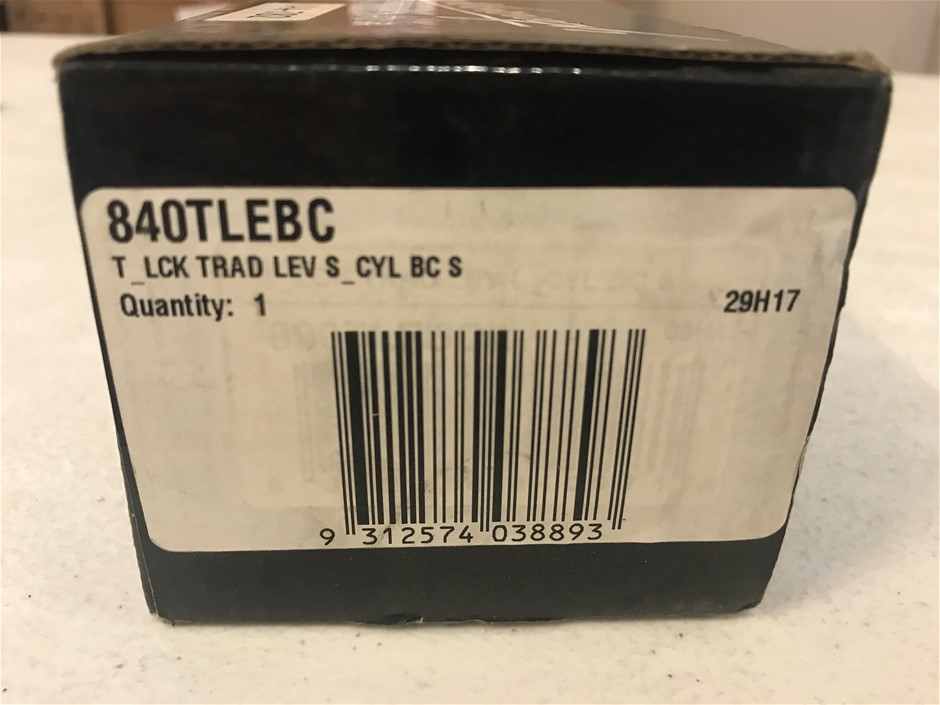 840TLEBC
T_LCK TRAD LEV S_CYL BC S
Quantity: 1
29H17
9 312574 038893